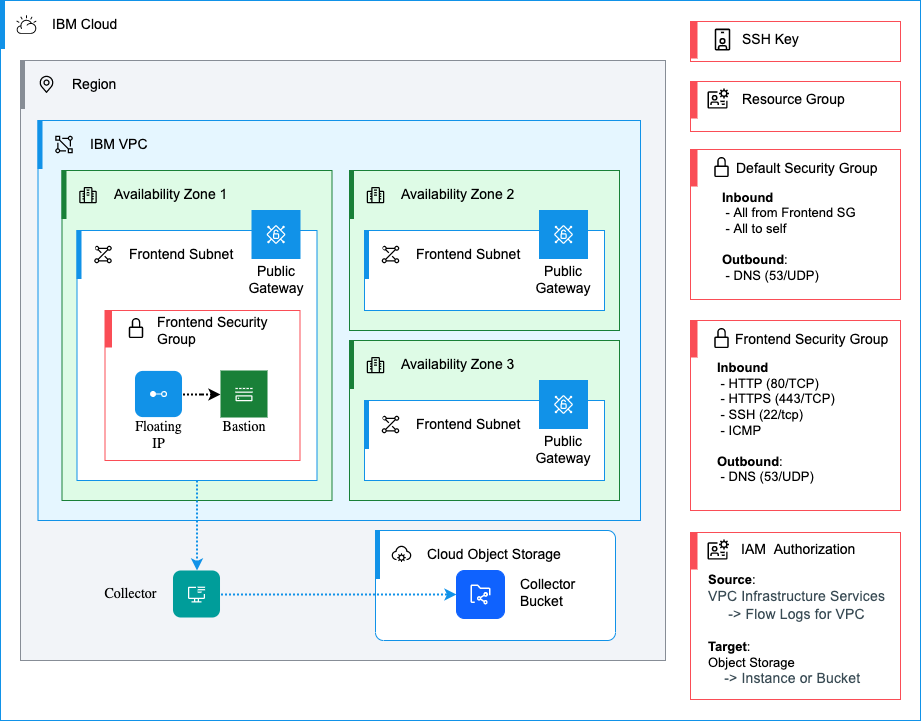 IBM Cloud
Region
IBM VPC
Availability Zone 1
Frontend Subnet
Public
Gateway
Frontend Security
Group
Floating
IP
Bastion
Availability Zone 2
Frontend Subnet
Public
Gateway
Availability Zone 3
Frontend Subnet
Public
Gateway
Collector
Cloud Object Storage
Collector
Bucket
SSH Key
Resource Group
Default Security Group
Inbound
- All from Frontend SG
- All to self
Outbound:
- DNS (53/UDP)
Frontend Security Group
Inbound
- HTTP (80/TCP)
- HTTPS (443/TCP)
- SSH (22/tcp)
- ICMP
Outbound:
- DNS (53/UDP)
IAM Authorization
Source:
VPC Infrastructure Services
-> Flow Logs for VPC
Target:
Object Storage
-> Instance or Bucket